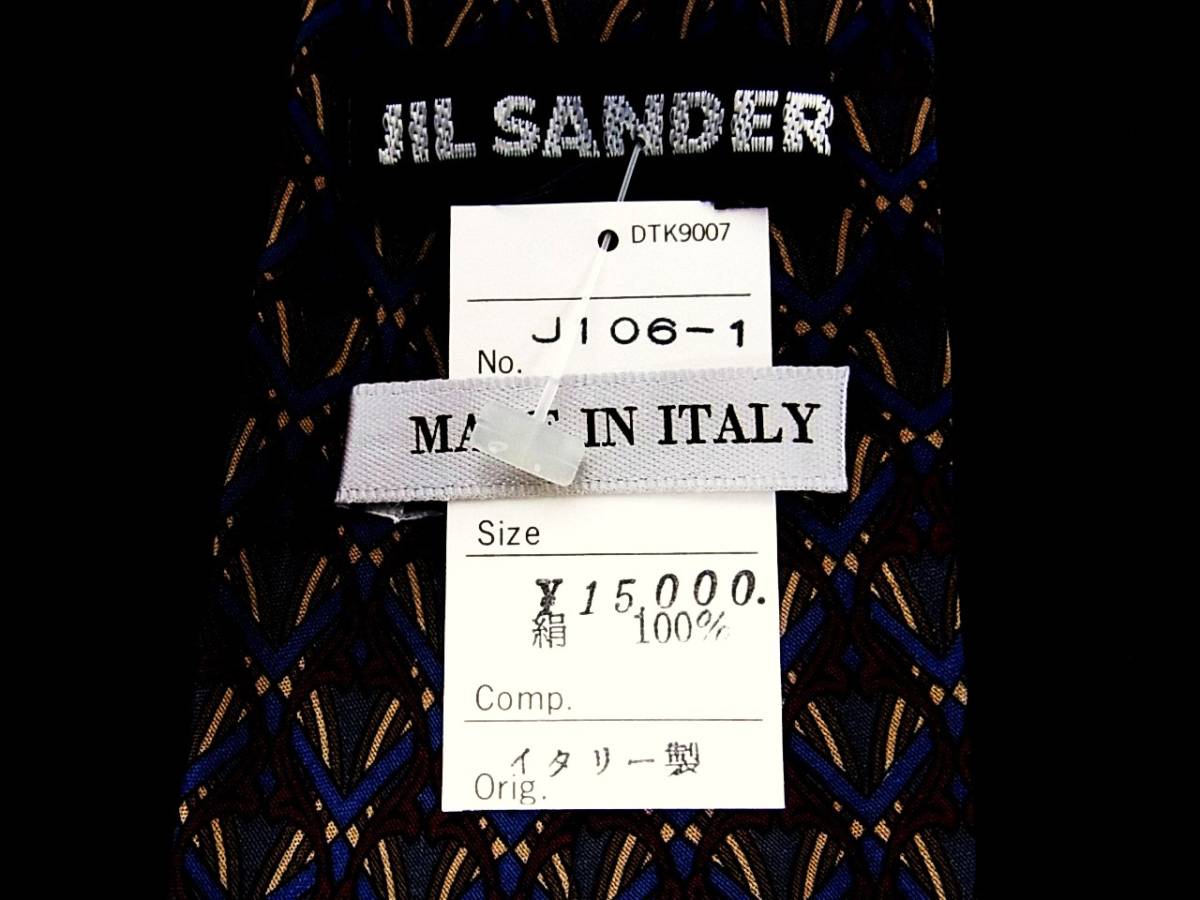 JIL SANDER
DTK9007
J106-1
No.
MADE IN ITALY
Size
¥15,000.
絹 100%
Comp.
イタリー製
Orig.